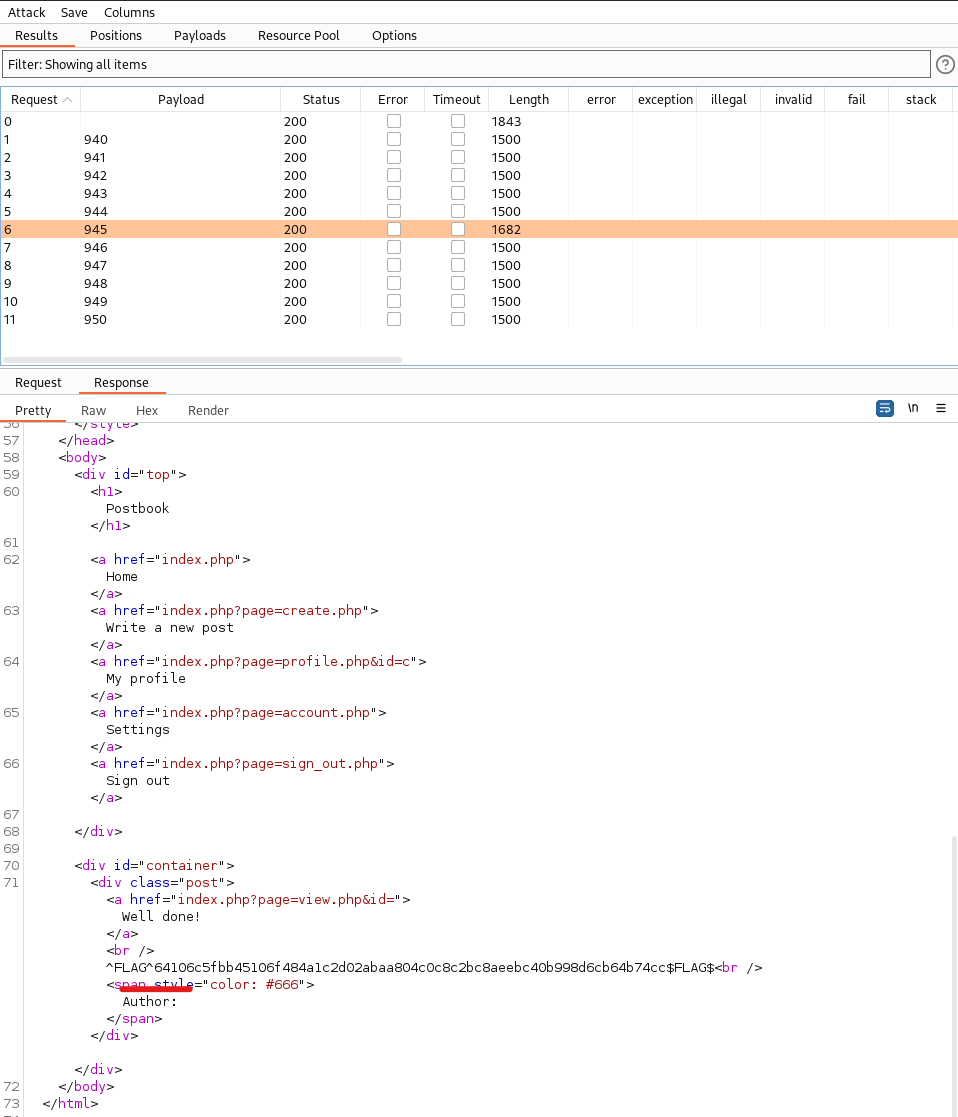 Attack Save Columns
Results Positions Payloads Resource Pool Options
Filter: Showing all items
?
Request Payload Status Error Timeout Length error exception illegal invalid fail stack
0 200 1843
1 940 200 1500
2 941 200 1500
3 942 200 1500
4 943 200 1500
5 944 200 1500
6 945 200 1682
7 946 200 1500
8 947 200 1500
9 948 200 1500
10 949 200 1500
11 950 200 1500
Request Response
Pretty Raw Hex Render \n
56 </style>
57 </head>
58 <body>
59 <div id="top">
60 <h1>
Postbook
</h1>
61
62 <a href="index.php">
Home
</a>
63 <a href="index.php?page=create.php">
Write a new post
</a>
64 <a href="index.php?page=profile.php&id=c">
My profile
</a>
65 <a href="index.php?page=account.php">
Settings
</a>
66 <a href="index.php?page=sign_out.php">
Sign out
</a>
67
68 </div>
69
70 <div id="container">
71 <div class="post">
<a href="index.php?page=view.php&id=">
Well done!
</a>
<br />
^FLAG^64106c5fbb45106f484a1c2d02abaa804c0c8c2bc8aeebc40b998d6cb64b74cc$FLAG$<br />
<span style="color: #666">
Author:
</span>
</div>
</div>
72 </body>
73 </html>